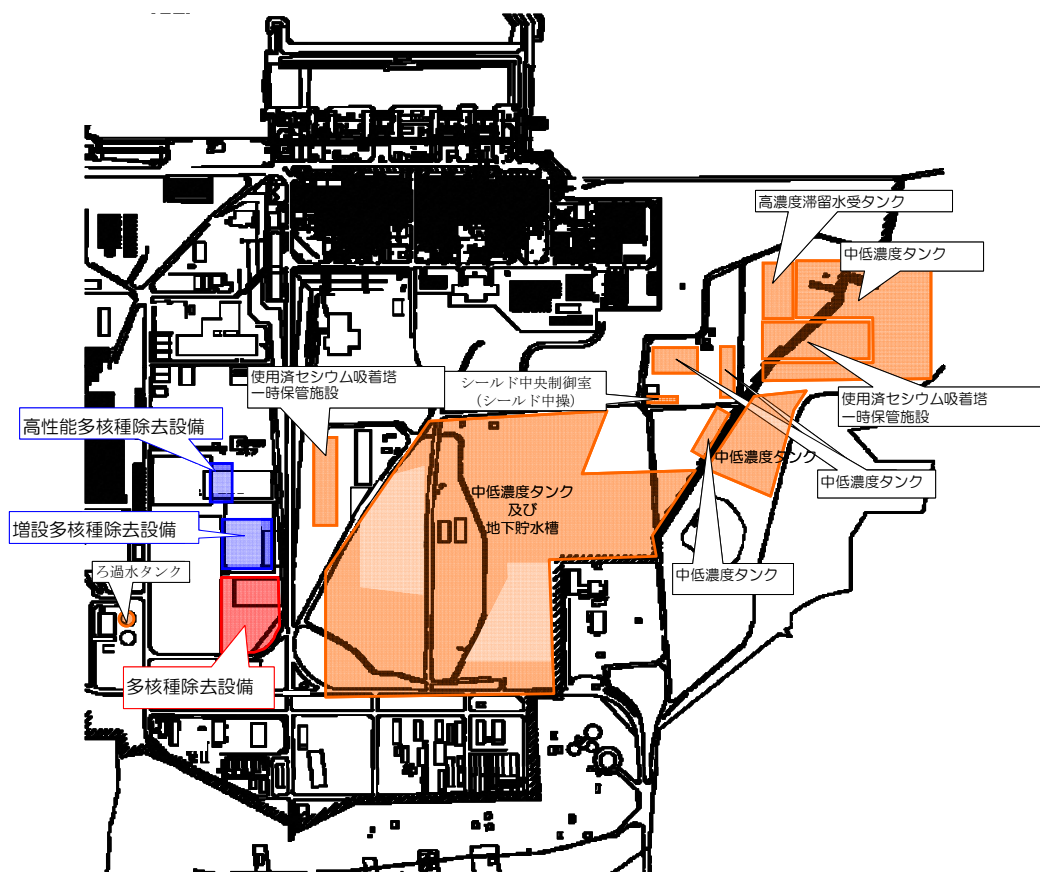 高濃度滞留水受タンク
中低濃度タンク
使用済セシウム吸着塔
一時保管施設
シールド中央制御室
(シールド中操)
使用済セシウム吸着塔
一時保管施設
高性能多核種除去設備
中低濃度タンク
中低濃度タンク
中低濃度タンク
及び
地下貯水槽
増設多核種除去設備
ろ過水タンク
中低濃度タンク
多核種除去設備